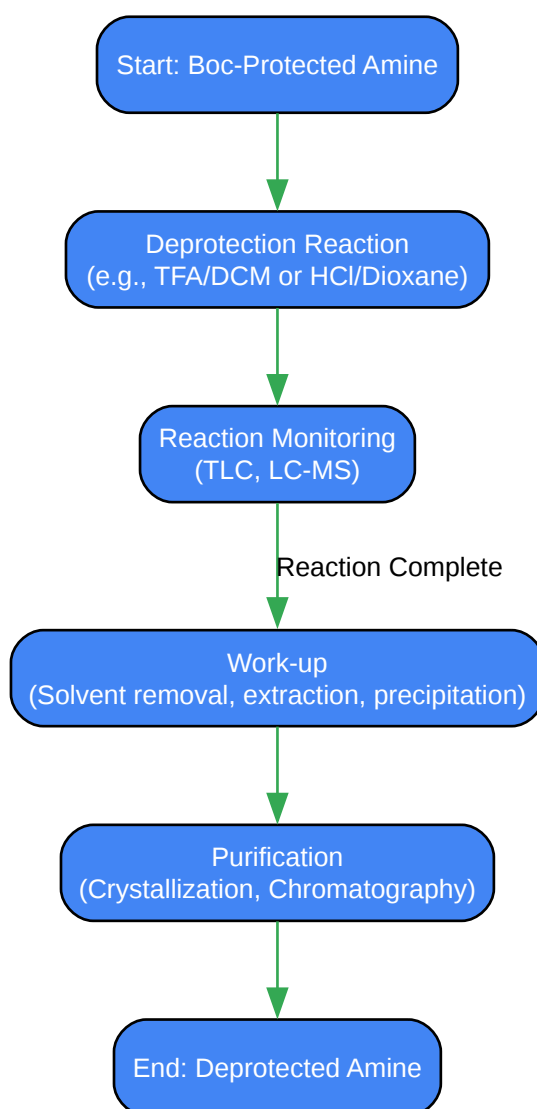 Start: Boc-Protected Amine
Deprotection Reaction
(e.g., TFA/DCM or HCl/Dioxane)
Reaction Monitoring
(TLC, LC-MS)
Reaction Complete
Work-up
(Solvent removal, extraction, precipitation)
Purification
(Crystallization, Chromatography)
End: Deprotected Amine